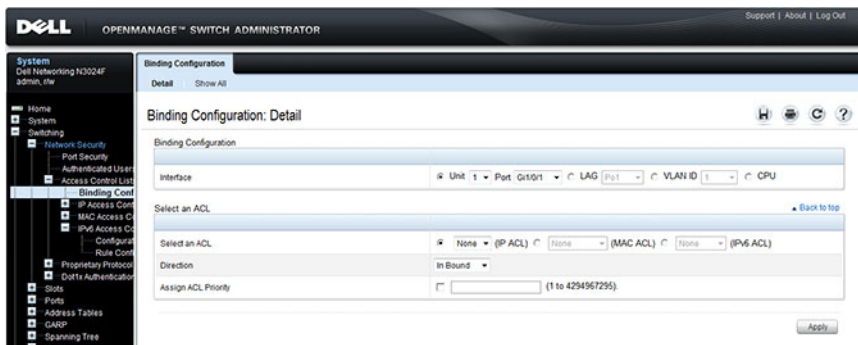 Support | About | Log Out
DELL OPENMANAGE™ SWITCH ADMINISTRATOR
System
Dell Networking N3024F
admin, r/w
Home
System
Switching
Network Security
Port Security
Authenticated User
Access Control List
Binding Conf
IP Access Cont
MAC Access Co
IPv6 Access Co
Configurat
Rule Confi
Proprietary Protocol
Dot1x Authentication
Slots
Ports
Address Tables
GARP
Spanning Tree
Binding Configuration
Detail Show All
Binding Configuration: Detail
Binding Configuration
Interface Unit 1 Port Gi1/0/1 LAG Po1 VLAN ID 1 CPU
Select an ACL Back to top
Select an ACL None (IP ACL) None (MAC ACL) None (IPv6 ACL)
Direction In Bound
Assign ACL Priority (1 to 4294967295).
Apply